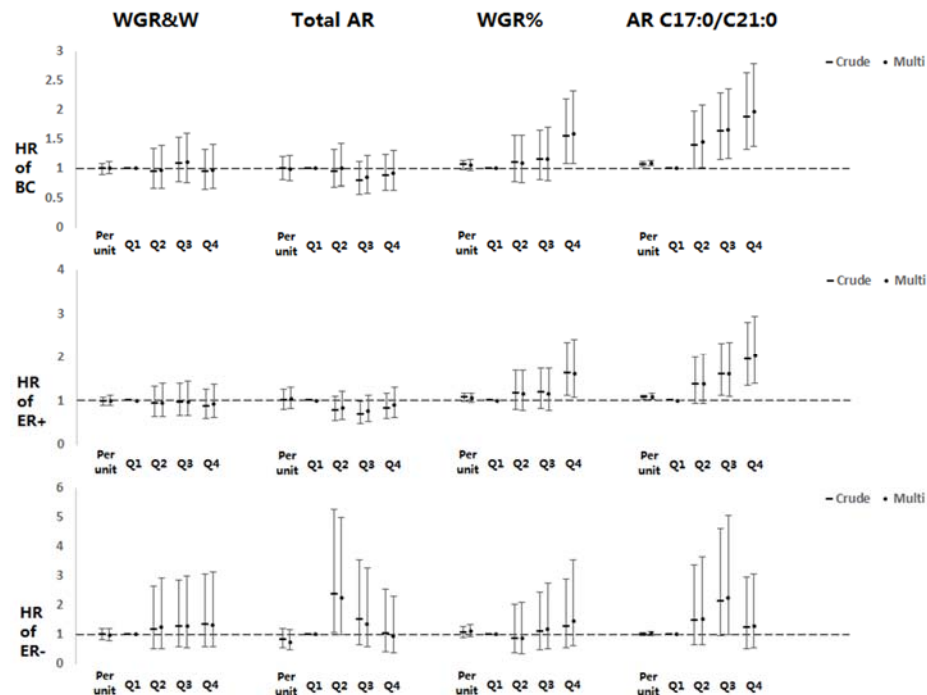 WGR&W Total AR WGR% AR C17:0/C21:0
3
2.5
2
1.5
1
0.5
0
HR of BC
Crude Multi
Per unit Q1 Q2 Q3 Q4 Per unit Q1 Q2 Q3 Q4 Per unit Q1 Q2 Q3 Q4 Per unit Q1 Q2 Q3 Q4
4
3
2
1
0
HR of ER+
Crude Multi
Per unit Q1 Q2 Q3 Q4 Per unit Q1 Q2 Q3 Q4 Per unit Q1 Q2 Q3 Q4 Per unit Q1 Q2 Q3 Q4
6
5
4
3
2
1
0
HR of ER-
Crude Multi
Per unit Q1 Q2 Q3 Q4 Per unit Q1 Q2 Q3 Q4 Per unit Q1 Q2 Q3 Q4 Per unit Q1 Q2 Q3 Q4